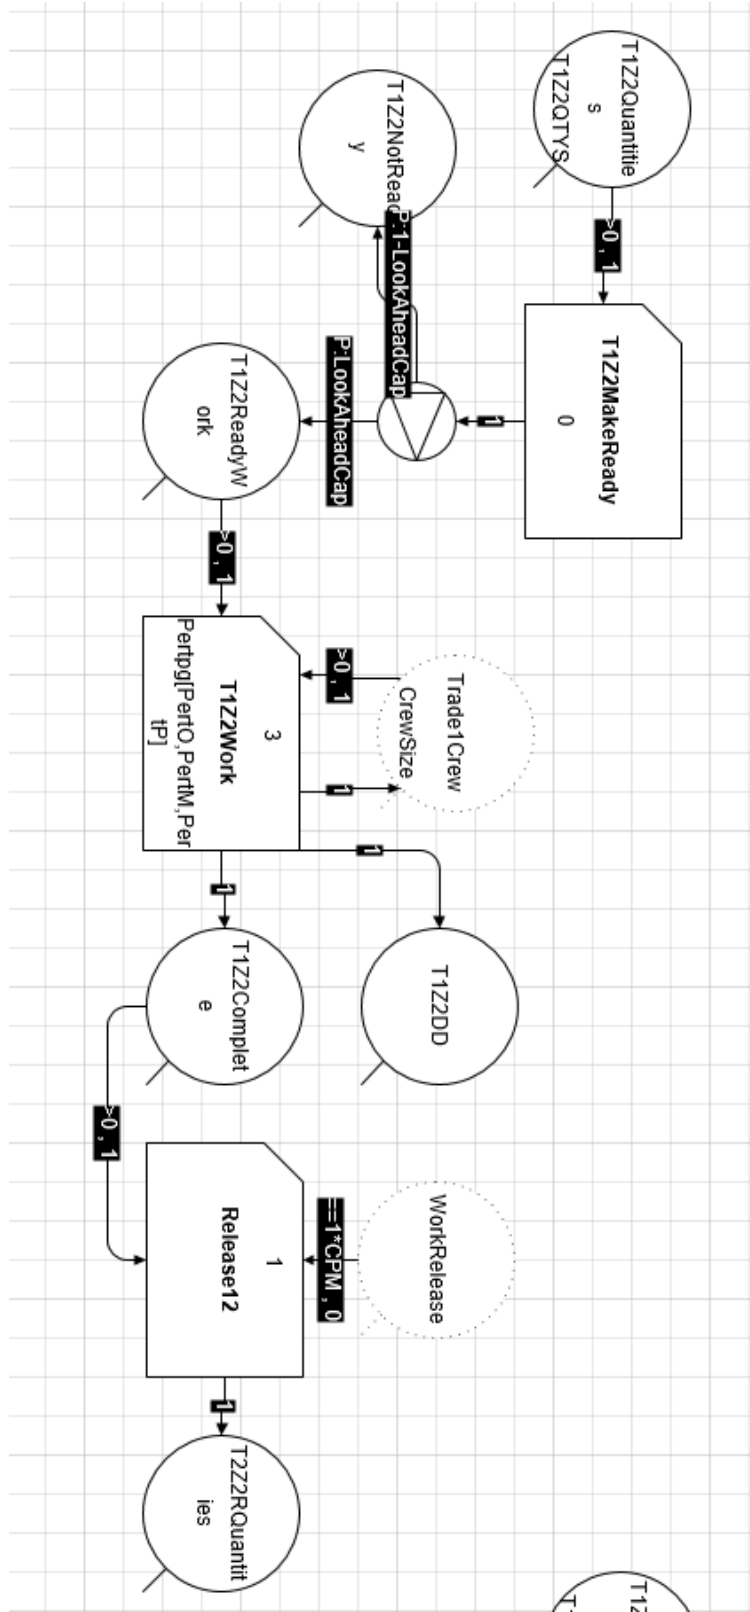 T1Z2Quantitie
s
T1Z2QTYS
>0 , 1
T1Z2MakeReady
0
1
T1Z2NotRead
y
P:1-LookAheadCap
P:LookAheadCap
T1Z2ReadyW
ork
>0 , 1
3
T1Z2Work
Pertpg[PertO,PertM,Per
tP]
Trade1Crew
CrewSize
>0 , 1
1
1
T1Z2DD
1
T1Z2Complet
e
>0 , 1
1
Release12
WorkRelease
==1*CPM , 0
1
T2Z2RQuantit
ies